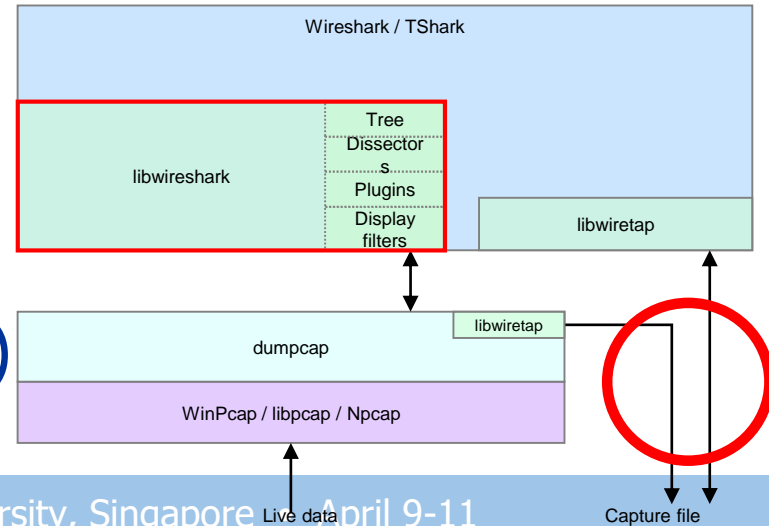 Wireshark / TShark
libwireshark
Tree
Dissector
s
Plugins
Display
filters
libwiretap
libwiretap
dumpcap
WinPcap / libpcap / Npcap
rsity, Singapore • April 9-11
Live data
Capture file